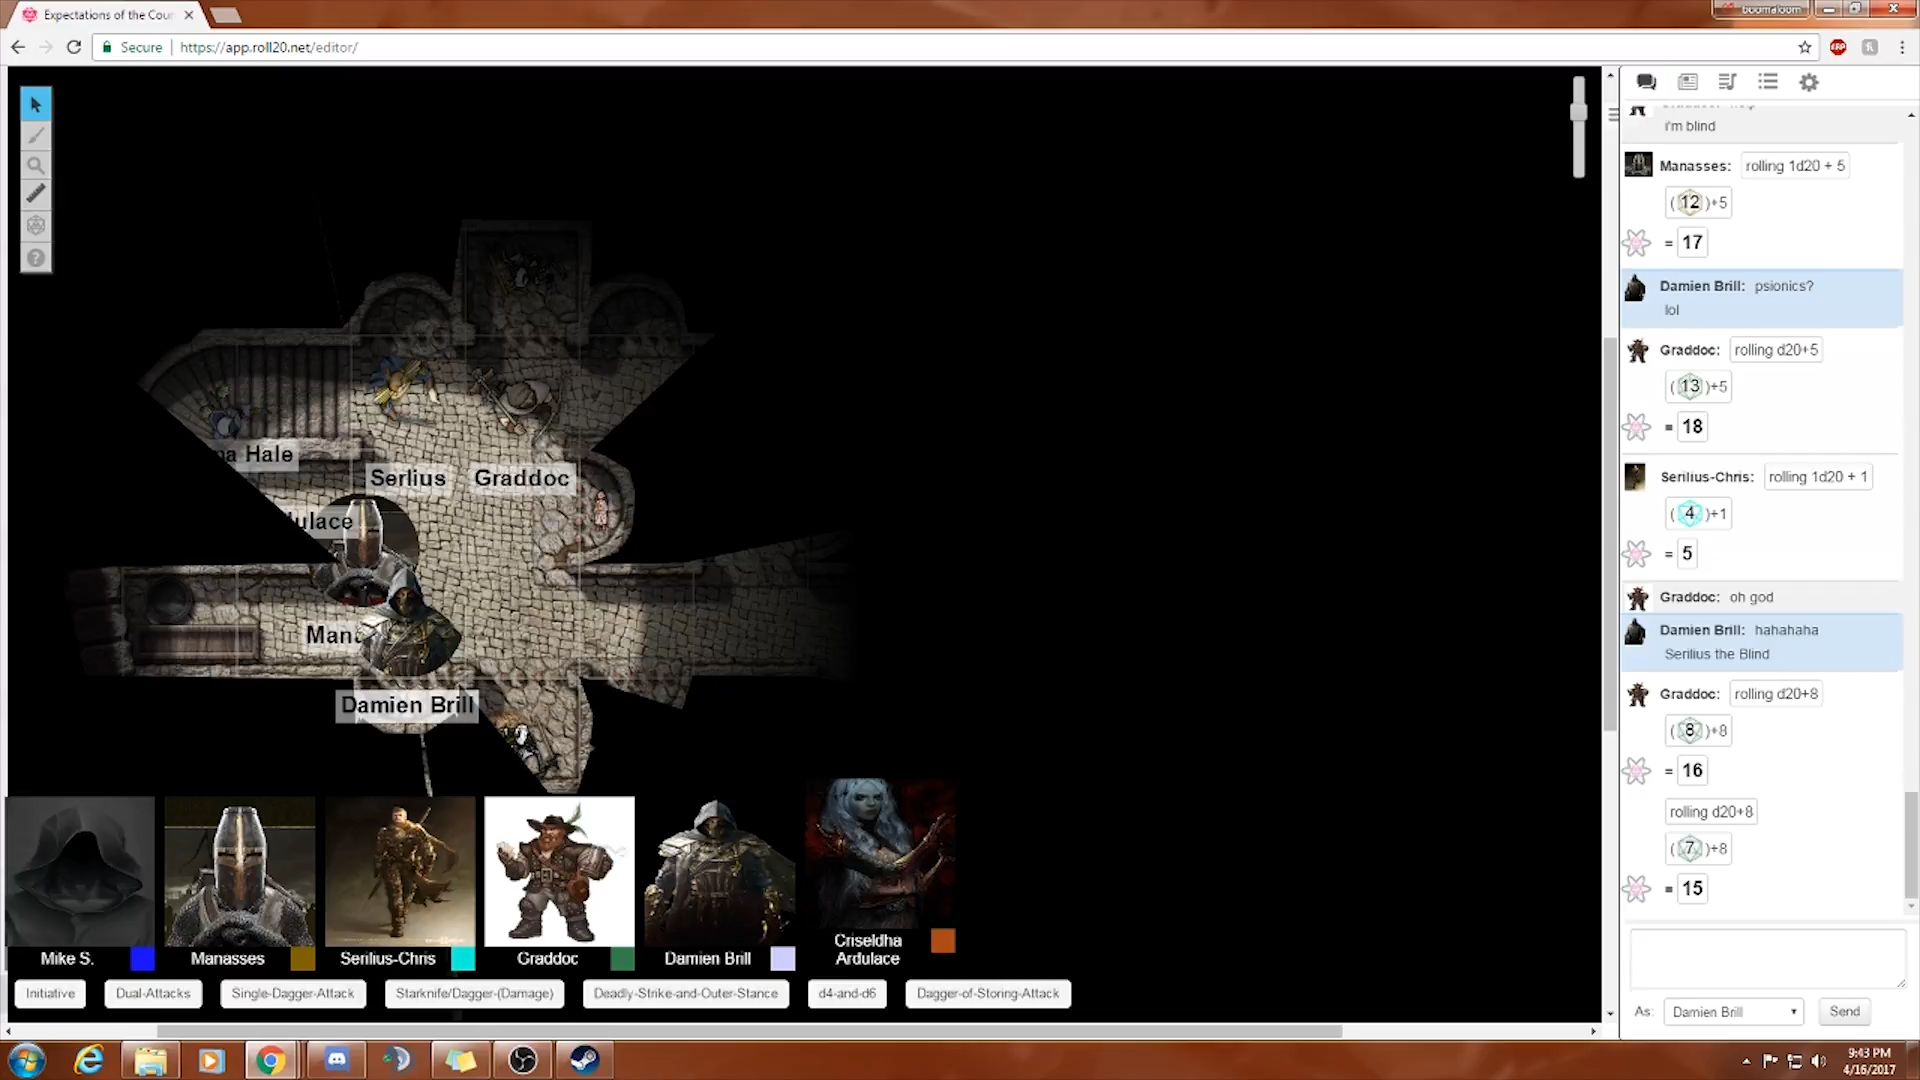 Expectations of the Cour
boomaloom
Secure
https://app.roll20.net/editor/
i'm blind
Manasses: rolling 1d20 + 5
(12)+5
= 17
Damien Brill: psionics?
lol
Graddoc: rolling d20+5
(13)+5
= 18
Serilius-Chris: rolling 1d20 + 1
(4)+1
= 5
Graddoc: oh god
Damien Brill: hahahaha
Serilius the Blind
Graddoc: rolling d20+8
(8)+8
= 16
rolling d20+8
(7)+8
= 15
As: Damien Brill Send
na Hale
Serlius Graddoc
ulace
Mana
Damien Brill
Mike S. Manasses Serilius-Chris Graddoc Damien Brill Criseldha
Ardulace
Initiative Dual-Attacks Single-Dagger-Attack Starknife/Dagger-(Damage) Deadly-Strike-and-Outer-Stance d4-and-d6 Dagger-of-Storing-Attack
9:43 PM
4/16/2017